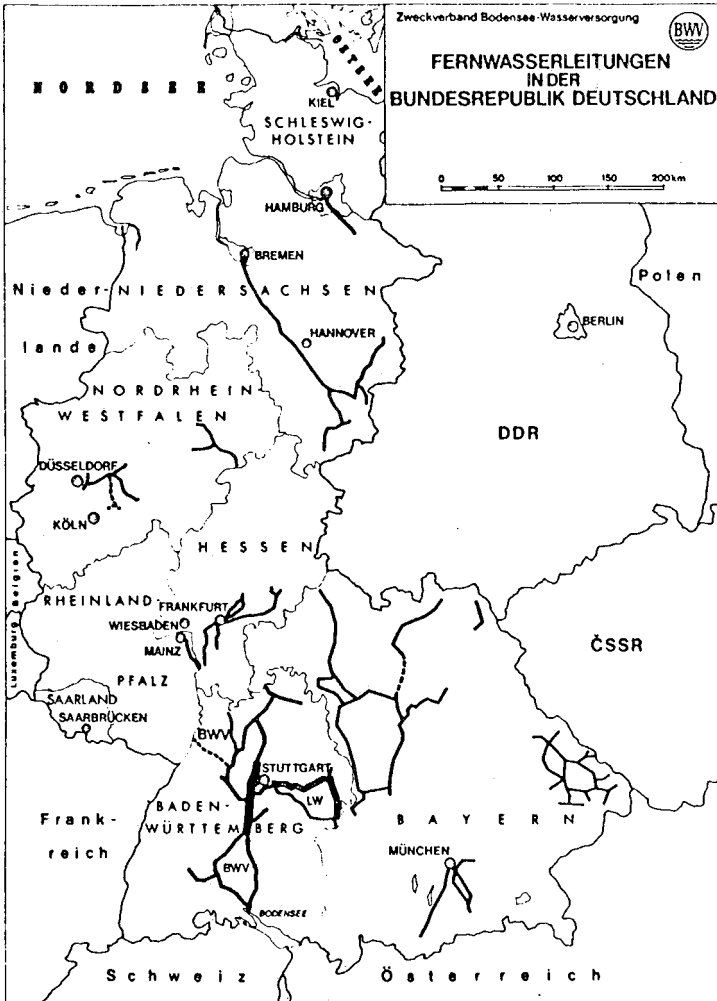 Zweckverband Bodensee-Wasserversorgung
BWV
FERNWASSERLEITUNGEN
IN DER
BUNDESREPUBLIK DEUTSCHLAND
0 50 100 150 200km
NORDSEE
OSTSEE
KIEL
SCHLESWIG-
HOLSTEIN
HAMBURG
BREMEN
Polen
Nieder-
lande
NIEDERSACHSEN
HANNOVER
BERLIN
NORDRHEIN
WESTFALEN
DDR
DÜSSELDORF
KÖLN
HESSEN
Belgien
Luxemburg
RHEINLAND-
PFALZ
FRANKFURT
WIESBADEN
MAINZ
ČSSR
SAARLAND
SAARBRÜCKEN
BWV
STUTTGART
LW
BADEN-
WÜRTTEMBERG
BAYERN
Frank-
reich
MÜNCHEN
BWV
BODENSEE
Schweiz
Österreich